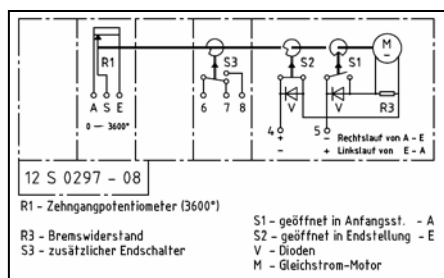 M
–
R1
S3
S2
S1
A S E
6 7 8
V
V
R3
0 — 3600°
4 + 5 – Rechtslauf von A - E
– + Linkslauf von E - A
12 S 0297 - 08
R1 - Zehngangpotentiometer (3600°)
R3 - Bremswiderstand
S3 - zusätzlicher Endschalter
S1 - geöffnet in Anfangsst. - A
S2 - geöffnet in Endstellung - E
V - Dioden
M - Gleichstrom-Motor